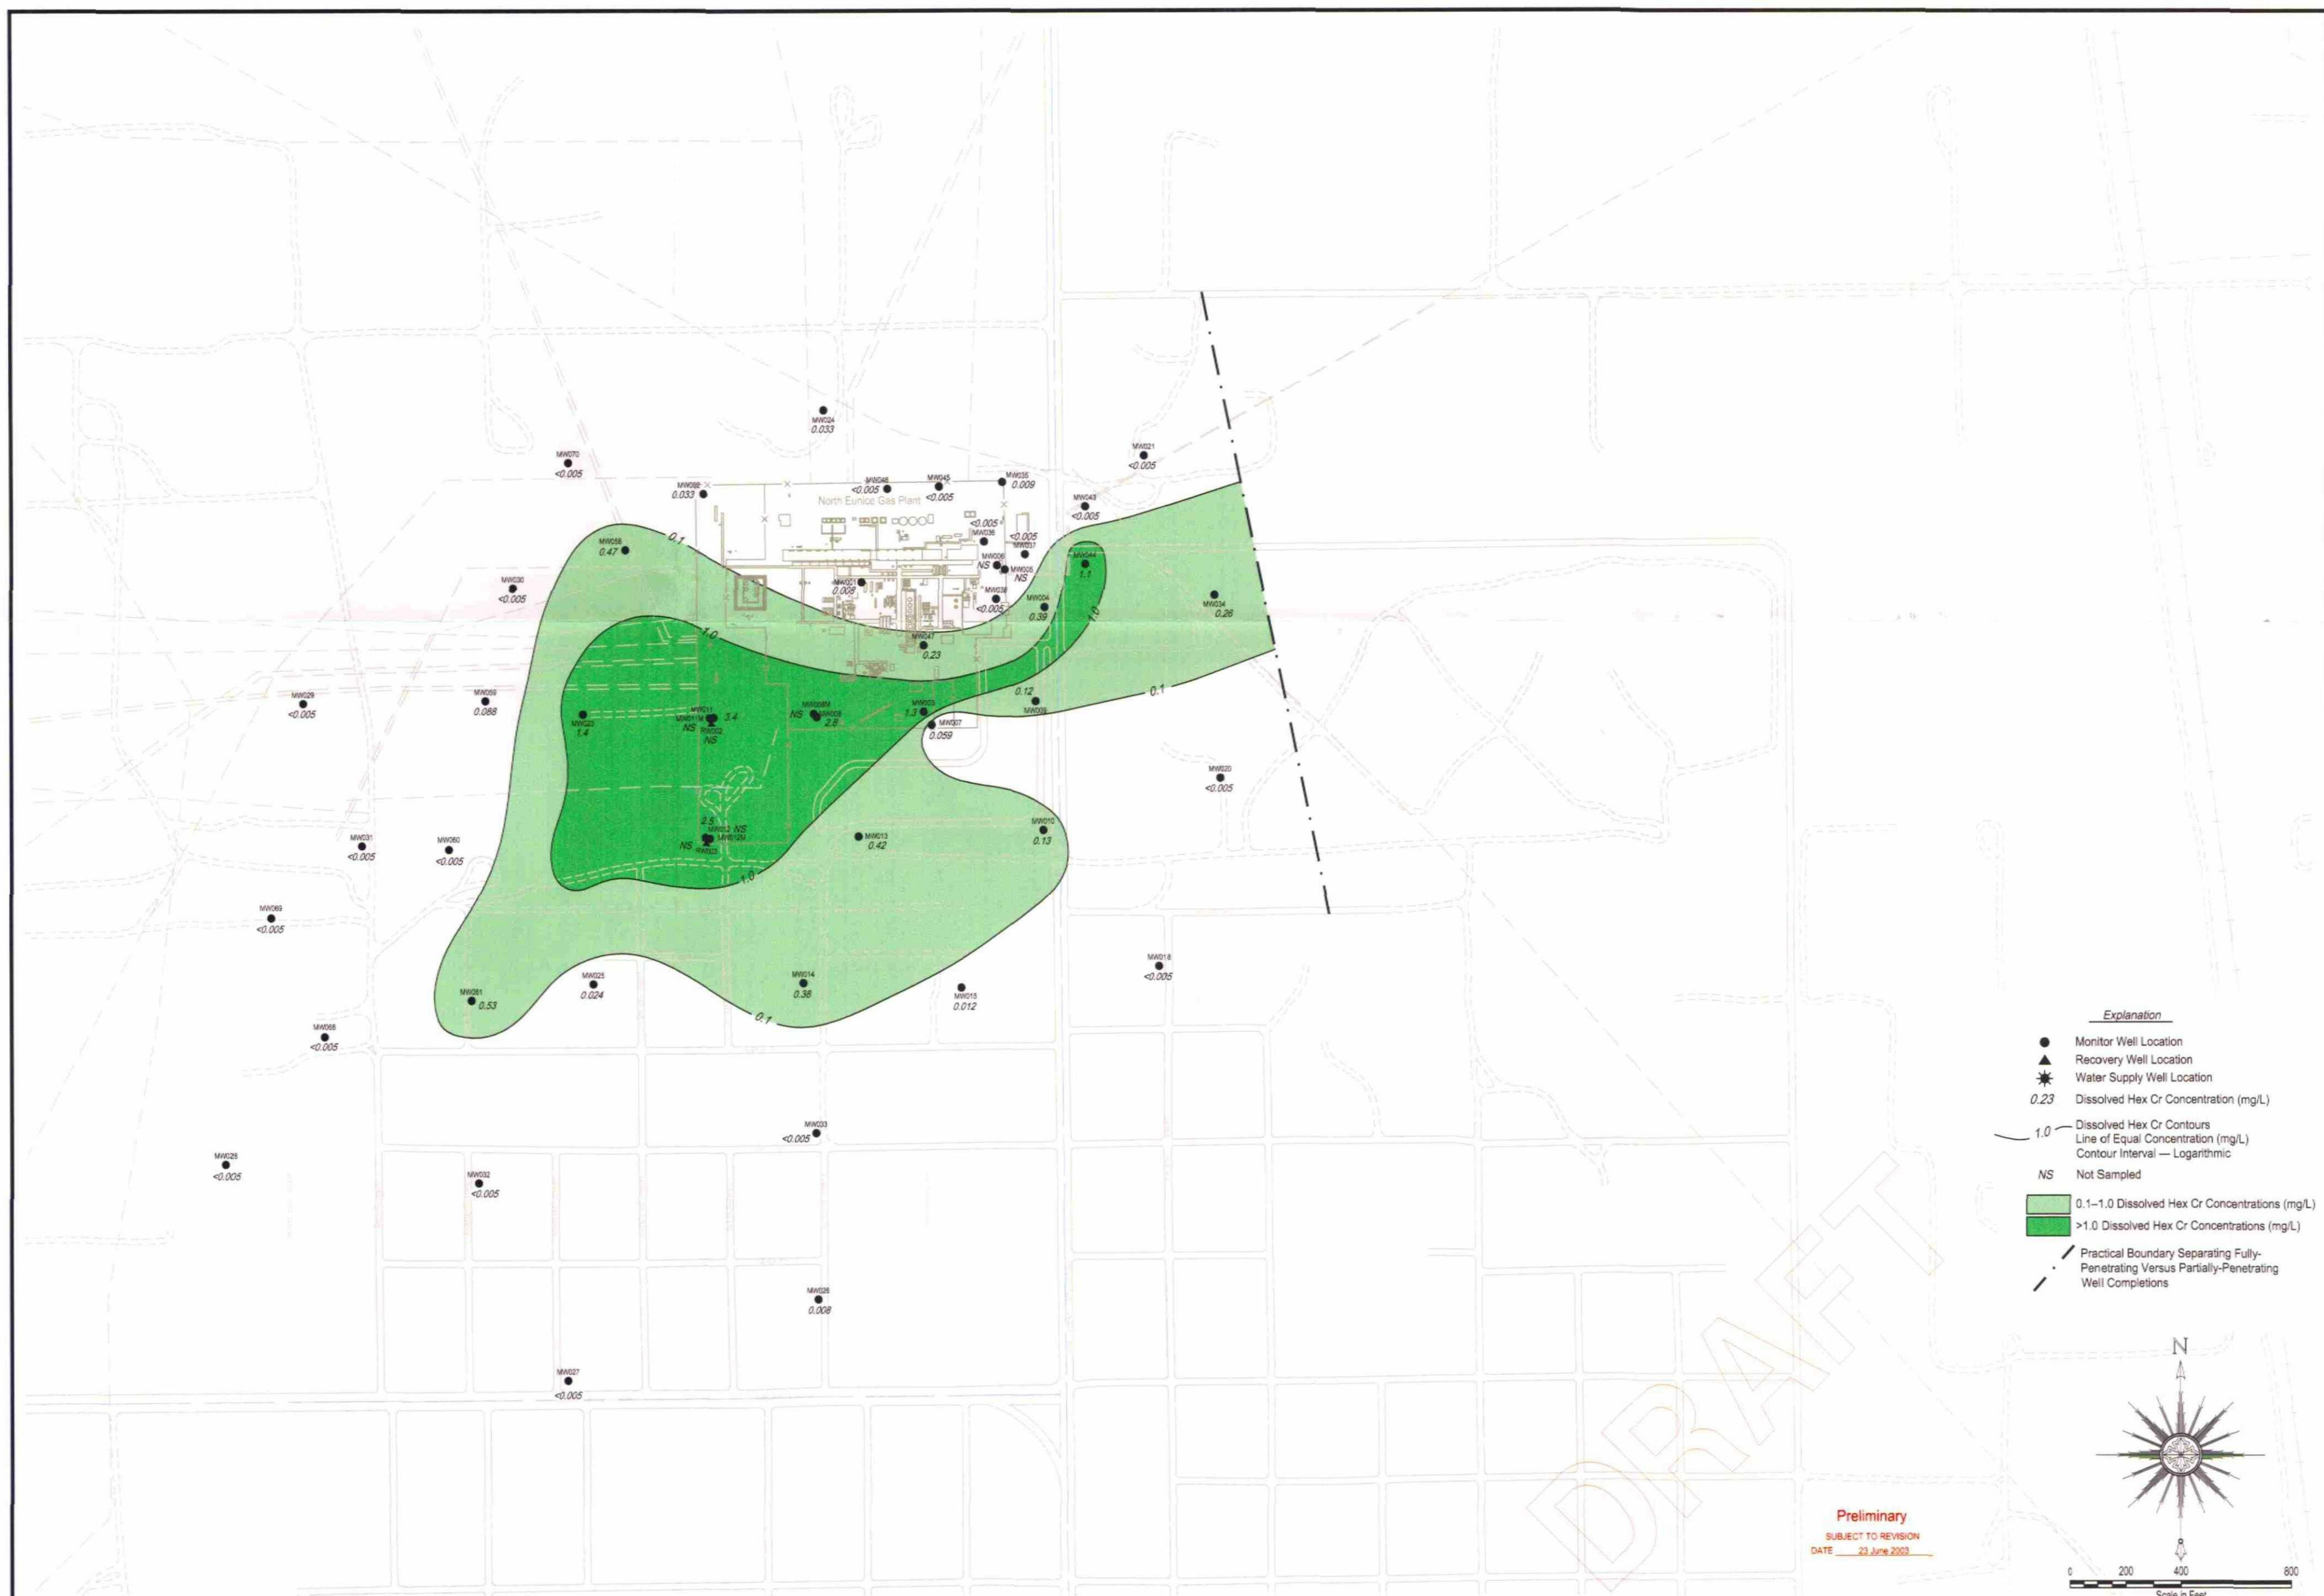 MW024
0.033
MW070
<0.005
MW021
<0.005
0.033
MW046
<0.005
MW045
<0.005
MW035
0.009
North Eunice Gas Plant
MW043
<0.005
<0.005
MW036
<0.005
MW037
MW058
0.47
0.1
MW006
NS
MW005
NS
MW044
1.1
MW030
<0.005
MW001
0.008
MW038
<0.005
MW004
0.39
1.0
MW034
0.26
1.0
MW047
0.23
0.12
MW009
0.1
MW029
<0.005
MW059
0.088
MW023
1.4
MW011
MW011M
3.4
NS
RW002
NS
MW008M
NS
MW008
2.8
MW003
1.3
MW007
0.059
MW020
<0.005
MW031
<0.005
MW060
<0.005
2.5
MW012
NS
MW012M
NS
MW013
0.42
MW010
0.13
1.0
MW069
<0.005
MW018
<0.005
MW061
0.53
MW025
0.024
MW014
0.36
MW015
0.012
0.1
MW068
<0.005
MW033
<0.005
<0.005
MW032
<0.005
0.008
MW027
<0.005
Explanation
Monitor Well Location
Recovery Well Location
Water Supply Well Location
0.23 Dissolved Hex Cr Concentration (mg/L)
1.0 Dissolved Hex Cr Contours
Line of Equal Concentration (mg/L)
Contour Interval — Logarithmic
NS Not Sampled
0.1–1.0 Dissolved Hex Cr Concentrations (mg/L)
>1.0 Dissolved Hex Cr Concentrations (mg/L)
Practical Boundary Separating Fully-
Penetrating Versus Partially-Penetrating
Well Completions
N
DRAFT
Preliminary
SUBJECT TO REVISION
DATE 23 June 2003
0 200 400 800
Scale in Feet